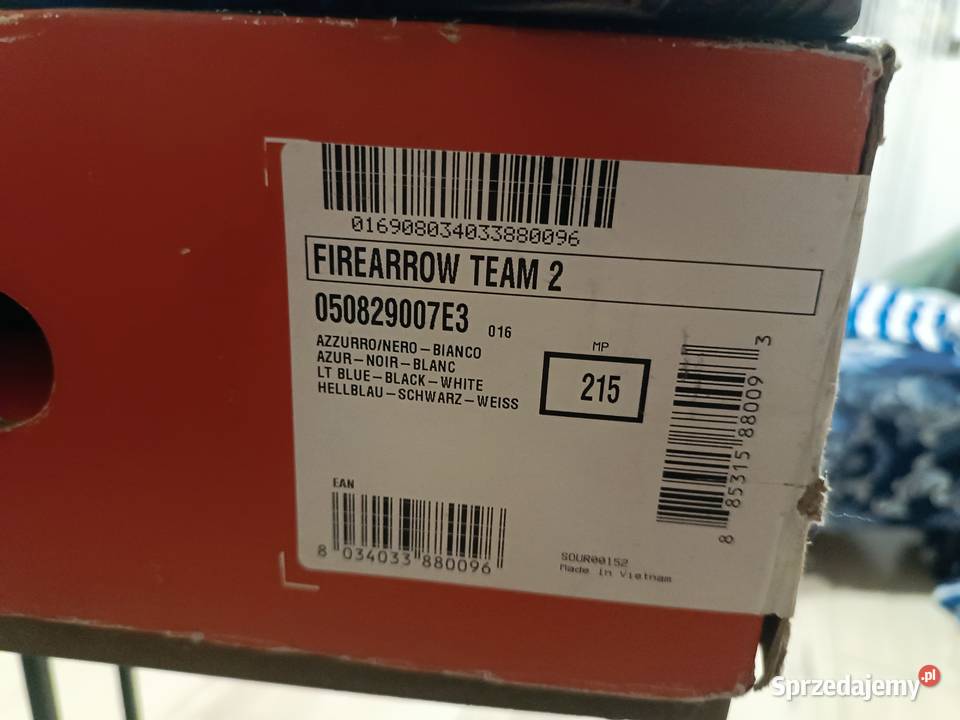 016908034033880096
FIREARROW TEAM 2
050829007E3 016
AZZURRO/NERO-BIANCO
AZUR-NOIR-BLANC
LT BLUE-BLACK-WHITE
HELLBLAU-SCHWARZ-WEISS
MP
215
8 85315 88009 3
EAN
8 034033 880096
SOUR00152
Made in Vietnam
Sprzedajemy.pl